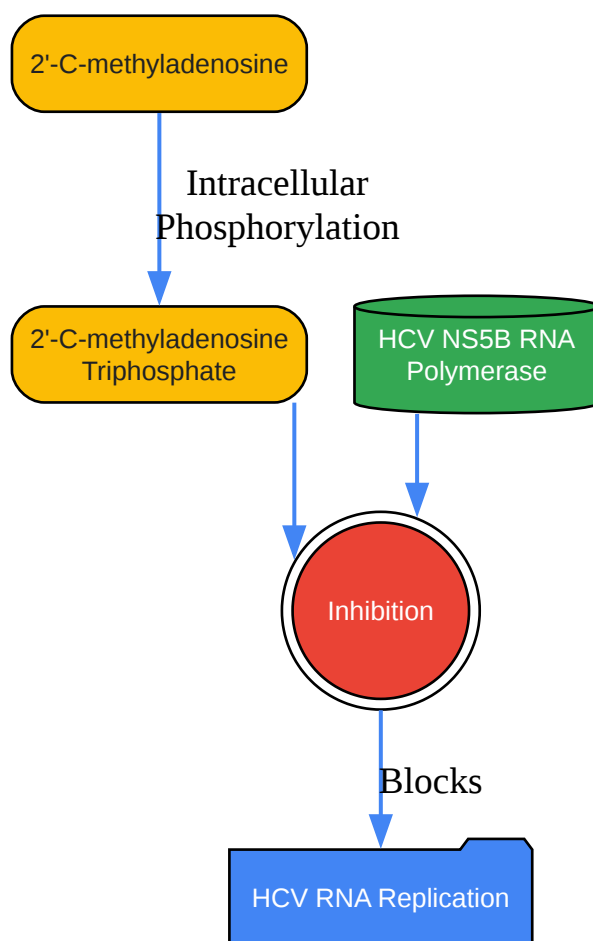 2'-C-methyladenosine
Intracellular
Phosphorylation
2'-C-methyladenosine
Triphosphate
HCV NS5B RNA
Polymerase
Inhibition
Blocks
HCV RNA Replication